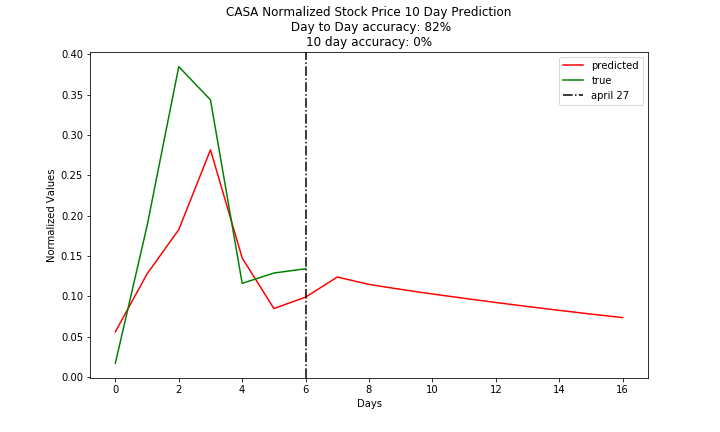 CASA Normalized Stock Price 10 Day Prediction
Day to Day accuracy: 82%
10 day accuracy: 0%
predicted
true
april 27
Normalized Values
0.40
0.35
0.30
0.25
0.20
0.15
0.10
0.05
0.00
0 2 4 6 8 10 12 14 16
Days